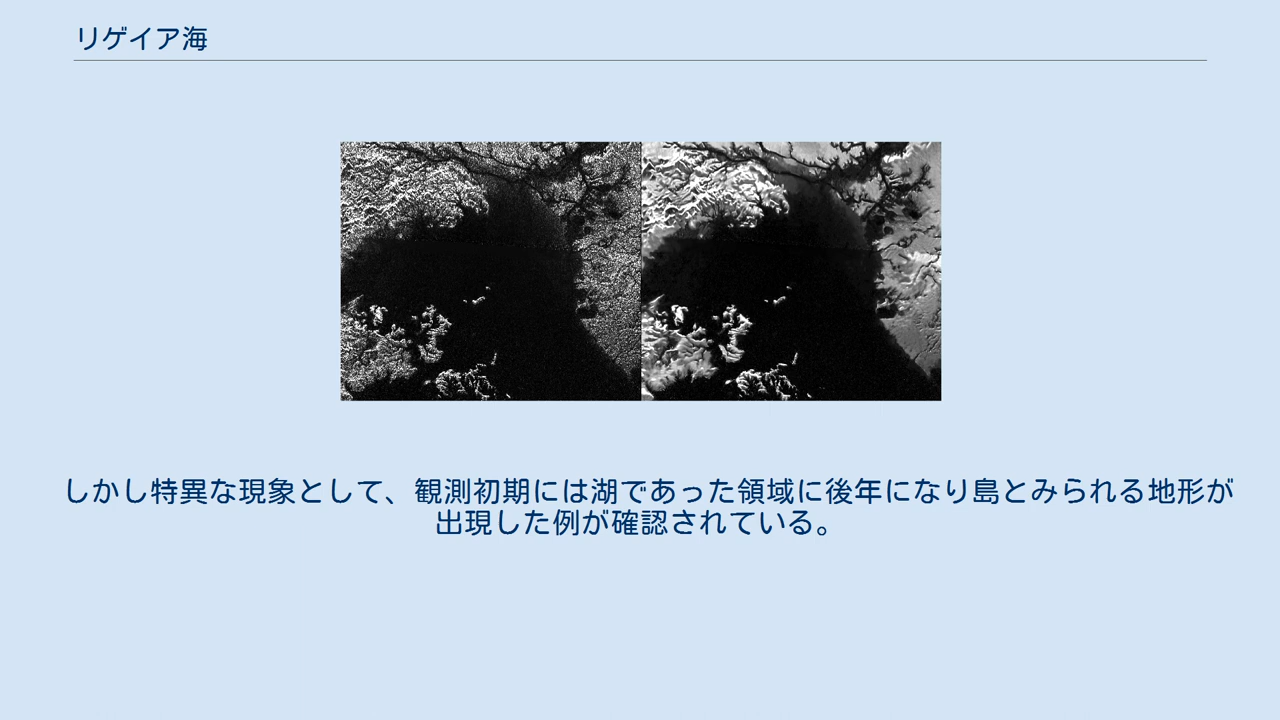 リゲイア海
しかし特異な現象として、観測初期には湖であった領域に後年になり島とみられる地形が
出現した例が確認されている。